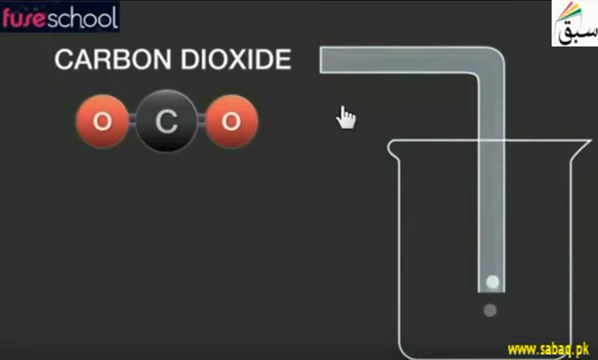 fuseschool
سبق
CARBON DIOXIDE
O C O
www.sabaq.pk